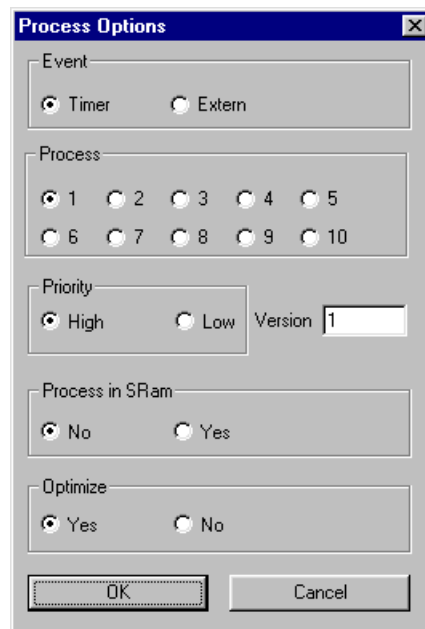 Process Options
Event
Timer Extern
Process
1 2 3 4 5
6 7 8 9 10
Priority
High Low Version 1
Process in SRam
No Yes
Optimize
Yes No
OK Cancel